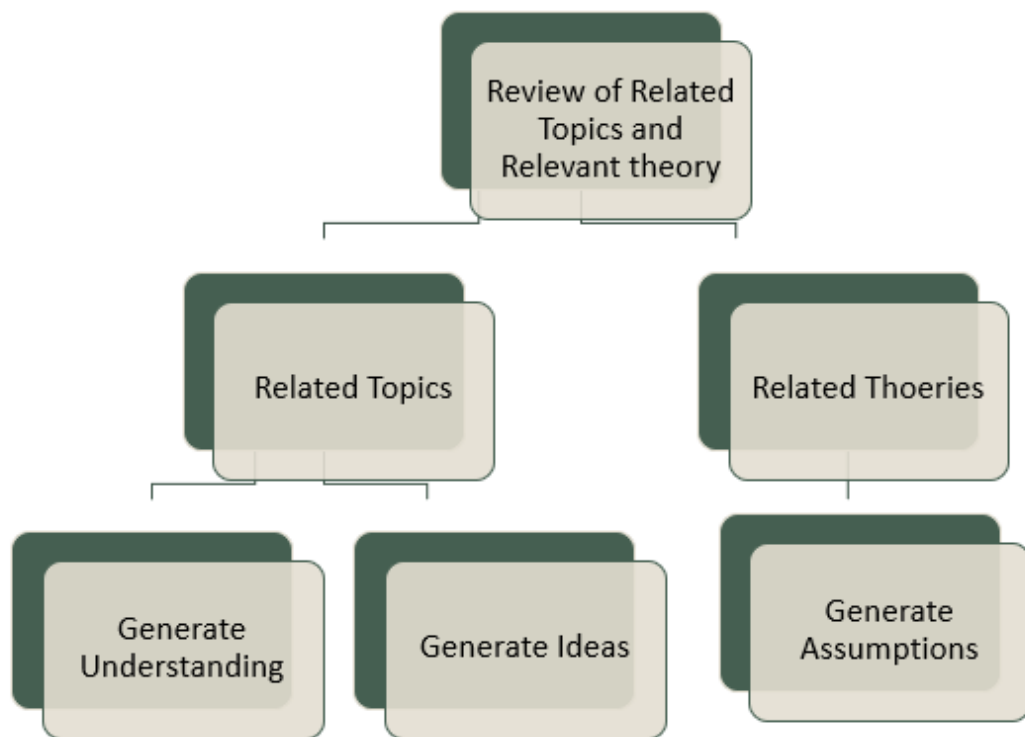 Review of Related
Topics and
Relevant theory
Related Topics
Related Thoeries
Generate
Understanding
Generate Ideas
Generate
Assumptions